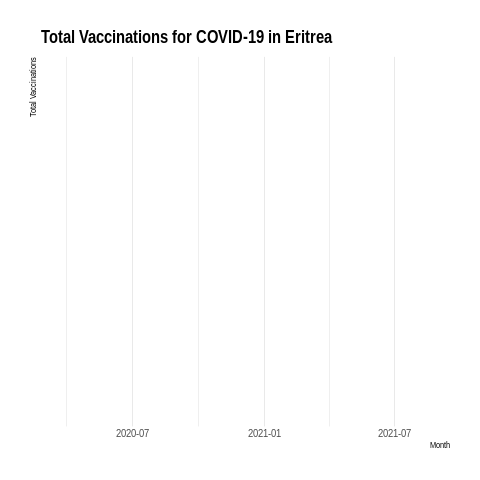 Total Vaccinations for COVID-19 in Eritrea
Total Vaccinations
2020-07
2021-01
2021-07
Month